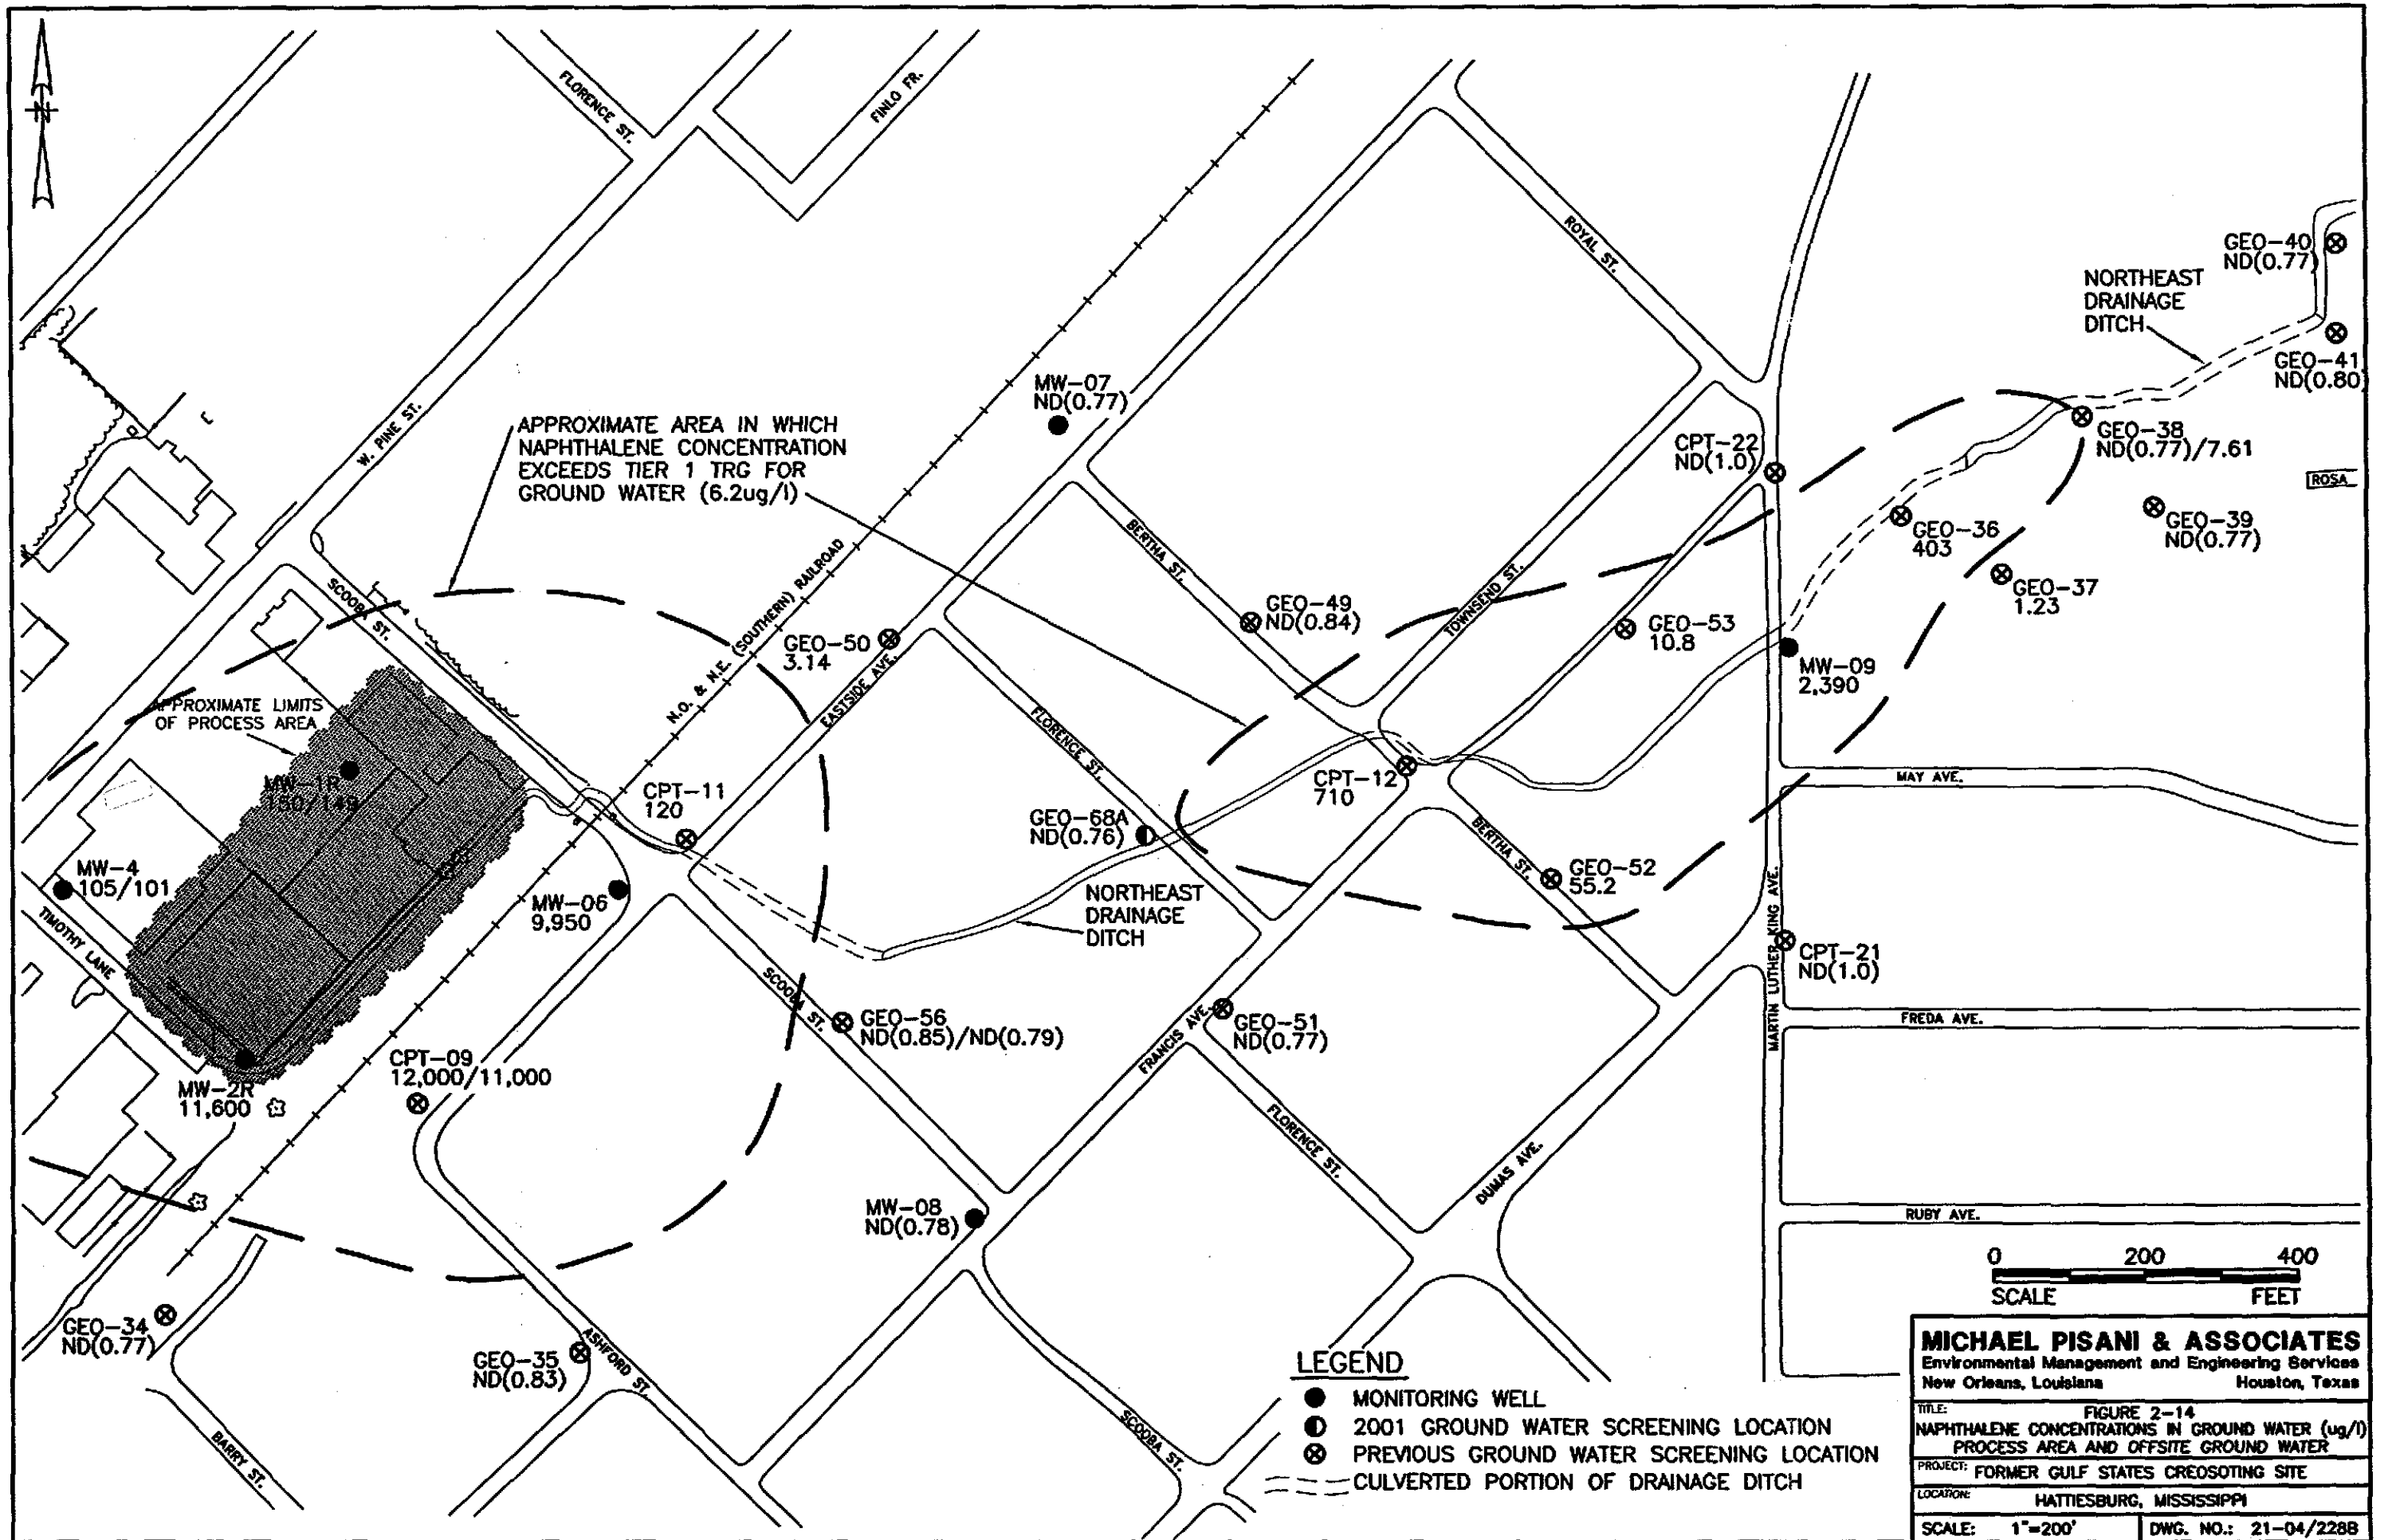 N
FLORENCE ST.
FINLO FR.
W. PINE ST.
ROYAL ST.
GEO-40
ND(0.77)
NORTHEAST
DRAINAGE
DITCH
GEO-41
ND(0.80)
MW-07
ND(0.77)
APPROXIMATE AREA IN WHICH
NAPHTHALENE CONCENTRATION
EXCEEDS TIER 1 TRG FOR
GROUND WATER (6.2ug/l)
CPT-22
ND(1.0)
GEO-38
ND(0.77)/7.61
ROSA
GEO-36
403
GEO-39
ND(0.77)
GEO-37
1.23
BERTHA ST.
TOWNSEND ST.
SCOOBA ST.
N.O. & N.E. (SOUTHERN) RAILROAD
GEO-49
ND(0.84)
GEO-50
3.14
GEO-53
10.8
MW-09
2,390
EASTSIDE AVE.
APPROXIMATE LIMITS
OF PROCESS AREA
FLORENCE ST.
MW-1R
150/149
CPT-11
120
CPT-12
710
MAY AVE.
GEO-68A
ND(0.76)
BERTHA ST.
MW-4
105/101
GEO-52
55.2
MW-06
9,950
NORTHEAST
DRAINAGE
DITCH
TIMOTHY LANE
MARTIN LUTHER KING AVE.
CPT-21
ND(1.0)
SCOOBA ST.
GEO-56
ND(0.85)/ND(0.79)
FRANCIS AVE.
GEO-51
ND(0.77)
FREDA AVE.
CPT-09
12,000/11,000
MW-2R
11,600
FLORENCE ST.
DUMAS AVE.
MW-08
ND(0.78)
RUBY AVE.
0 200 400
SCALE FEET
GEO-34
ND(0.77)
GEO-35
ND(0.83)
ASHFORD ST.
BARRY ST.
SCOOBA ST.
LEGEND
MONITORING WELL
2001 GROUND WATER SCREENING LOCATION
PREVIOUS GROUND WATER SCREENING LOCATION
CULVERTED PORTION OF DRAINAGE DITCH
MICHAEL PISANI & ASSOCIATES
Environmental Management and Engineering Services
New Orleans, Louisiana Houston, Texas
TITLE: FIGURE 2-14
NAPHTHALENE CONCENTRATIONS IN GROUND WATER (ug/l)
PROCESS AREA AND OFFSITE GROUND WATER
PROJECT: FORMER GULF STATES CREOSOTING SITE
LOCATION: HATTIESBURG, MISSISSIPPI
SCALE: 1"=200' DWG. NO.: 21-04/228B